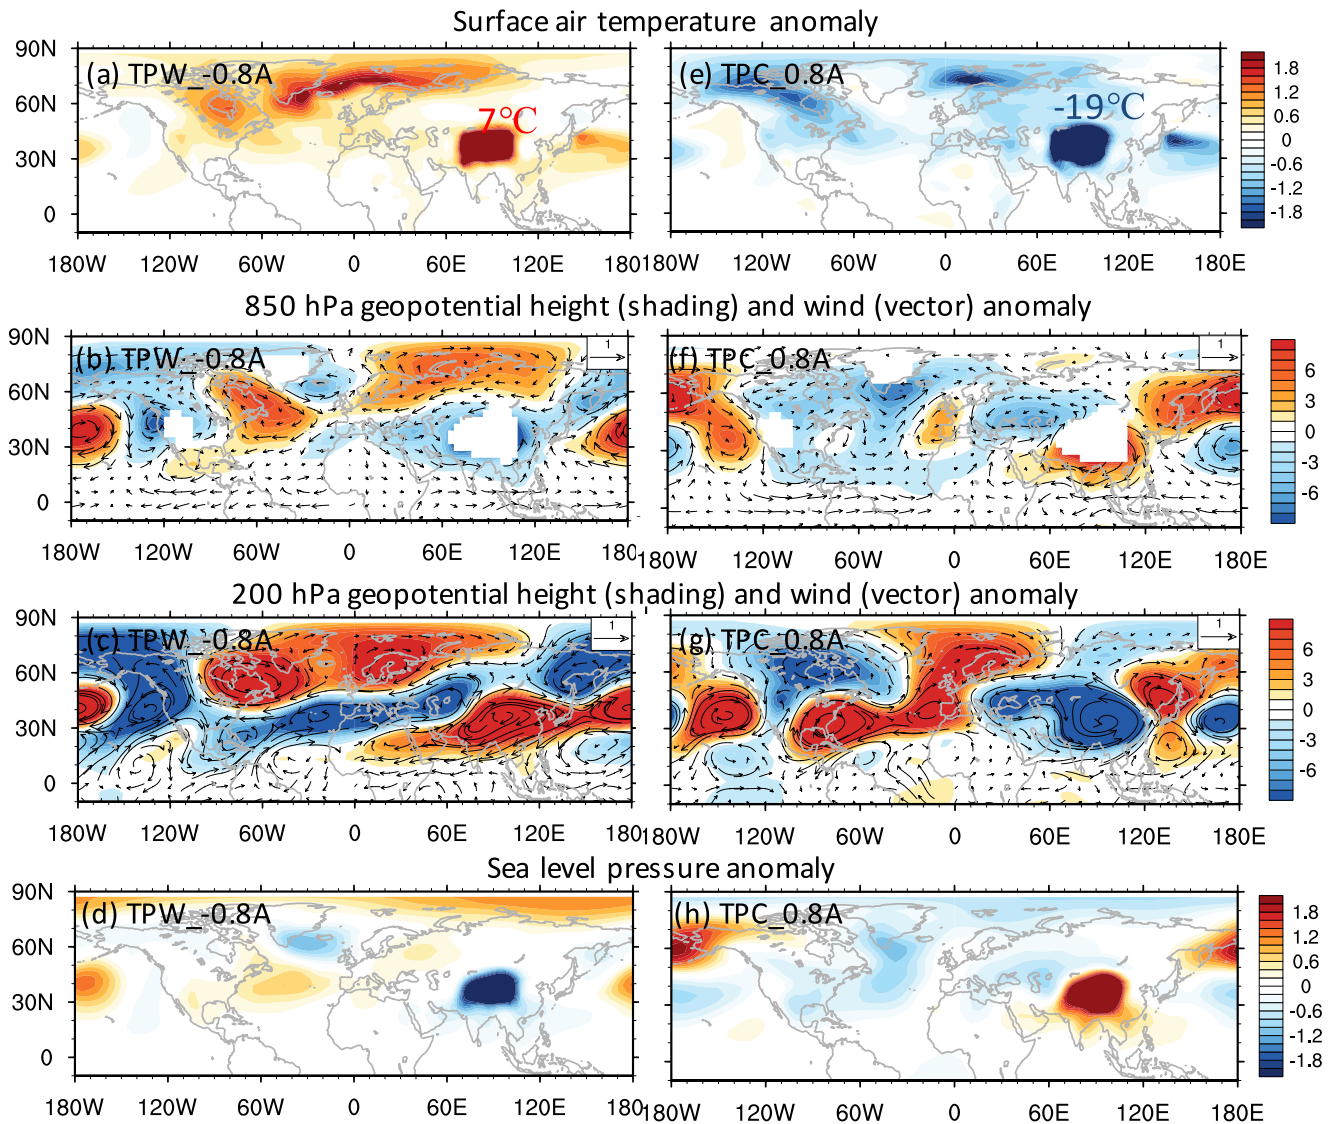 Surface air temperature anomaly
90N
60N
30N
0
(a) TPW_-0.8A
7℃
180W 120W 60W 0 60E 120E 180
(e) TPC_0.8A
-19℃
180W 120W 60W 0 60E 120E 180E
1.8
1.2
0.6
0
-0.6
-1.2
-1.8
850 hPa geopotential height (shading) and wind (vector) anomaly
90N
60N
30N
0
(b) TPW_-0.8A
1
180W 120W 60W 0 60E 120E 180
(f) TPC_0.8A
1
180W 120W 60W 0 60E 120E 180E
6
3
0
-3
-6
200 hPa geopotential height (shading) and wind (vector) anomaly
90N
60N
30N
0
(c) TPW_-0.8A
1
180W 120W 60W 0 60E 120E 180
(g) TPC_0.8A
1
180W 120W 60W 0 60E 120E 180E
6
3
0
-3
-6
Sea level pressure anomaly
90N
60N
30N
0
(d) TPW_-0.8A
180W 120W 60W 0 60E 120E 180
(h) TPC_0.8A
180W 120W 60W 0 60E 120E 180E
1.8
1.2
0.6
0
-0.6
-1.2
-1.8